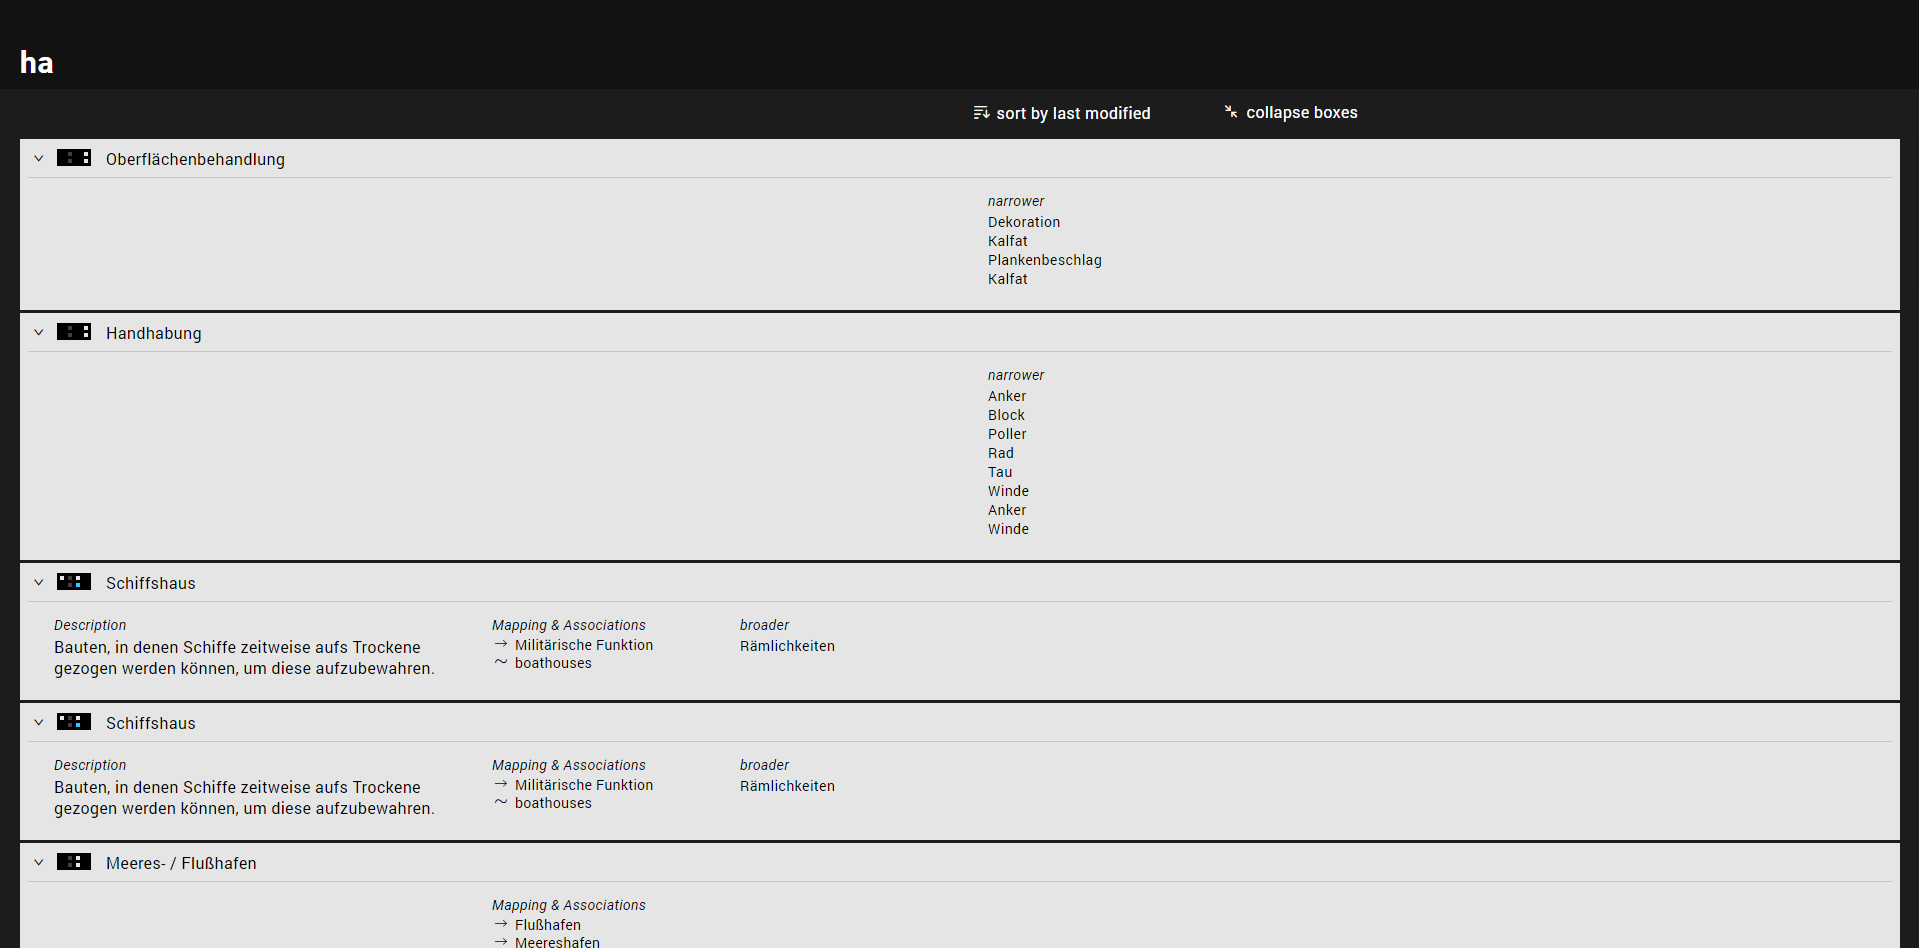 ha
sort by last modified
collapse boxes
Oberflächenbehandlung
narrower
Dekoration
Kalfat
Plankenbeschlag
Kalfat
Handhabung
narrower
Anker
Block
Poller
Rad
Tau
Winde
Anker
Winde
Schiffshaus
Description
Bauten, in denen Schiffe zeitweise aufs Trockene
gezogen werden können, um diese aufzubewahren.
Mapping & Associations
→ Militärische Funktion
~ boathouses
broader
Rämlichkeiten
Schiffshaus
Description
Bauten, in denen Schiffe zeitweise aufs Trockene
gezogen werden können, um diese aufzubewahren.
Mapping & Associations
→ Militärische Funktion
~ boathouses
broader
Rämlichkeiten
Meeres- / Flußhafen
Mapping & Associations
→ Flußhafen
→ Meereshafen